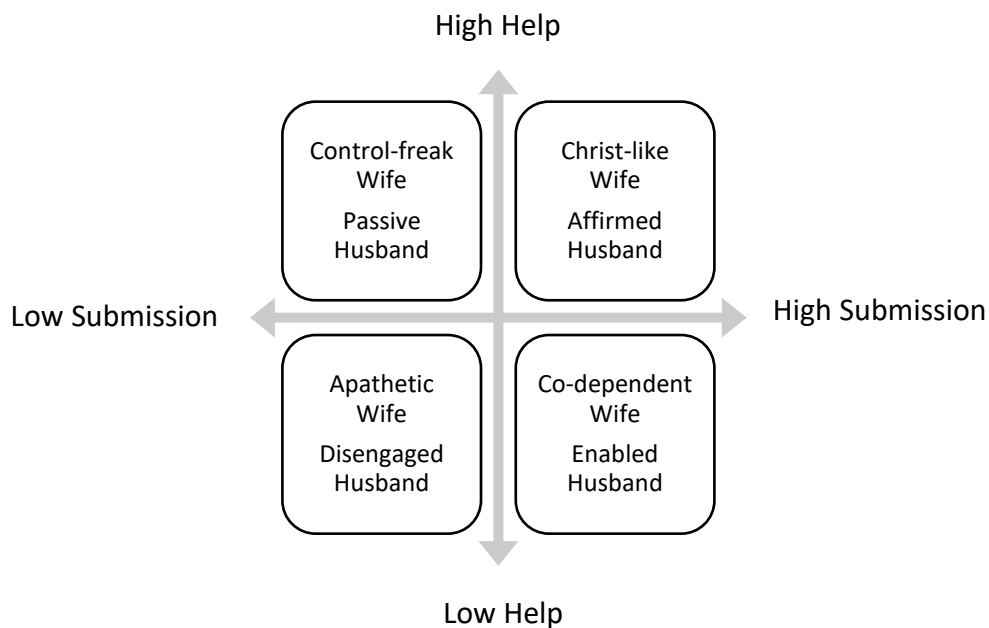 High Help
Control-freak
Wife
Passive
Husband
Christ-like
Wife
Affirmed
Husband
Low Submission
High Submission
Apathetic
Wife
Disengaged
Husband
Co-dependent
Wife
Enabled
Husband
Low Help